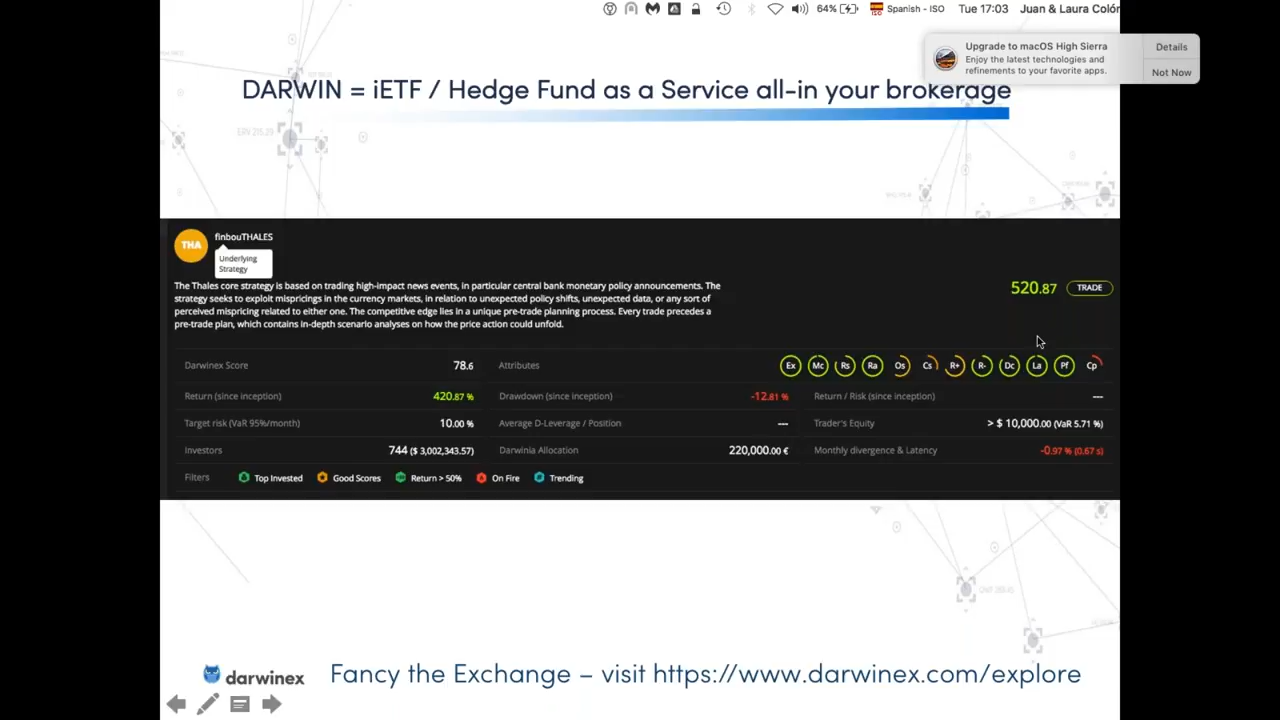 64%
Spanish - ISO
Tue 17:03
Juan & Laura Colón
Upgrade to macOS High Sierra
Enjoy the latest technologies and
refinements to your favorite apps.
Details
Not Now
DARWIN = iETF / Hedge Fund as a Service all-in your brokerage
THA
finbouTHALES
Underlying
Strategy
The Thales core strategy is based on trading high-impact news events, in particular central bank monetary policy announcements. The
strategy seeks to exploit mispricings in the currency markets, in relation to unexpected policy shifts, unexpected data, or any sort of
perceived mispricing related to either one. The competitive edge lies in a unique pre-trade planning process. Every trade precedes a
pre-trade plan, which contains in-depth scenario analyses on how the price action could unfold.
520.87 TRADE
Darwinex Score 78.6 Attributes Ex Mc Rs Ra Os Cs R+ R- Dc La Pf Cp
Return (since inception) 420.87 % Drawdown (since inception) -12.81 % Return / Risk (since inception) ---
Target risk (VaR 95%/month) 10.00 % Average D-Leverage / Position --- Trader's Equity > $ 10,000.00 (VaR 5.71 %)
Investors 744 ($ 3,002,343.57) Darwinia Allocation 220,000.00 € Monthly divergence & Latency -0.97 % (0.67 s)
Filters Top Invested Good Scores Return > 50% On Fire Trending
darwinex Fancy the Exchange – visit https://www.darwinex.com/explore